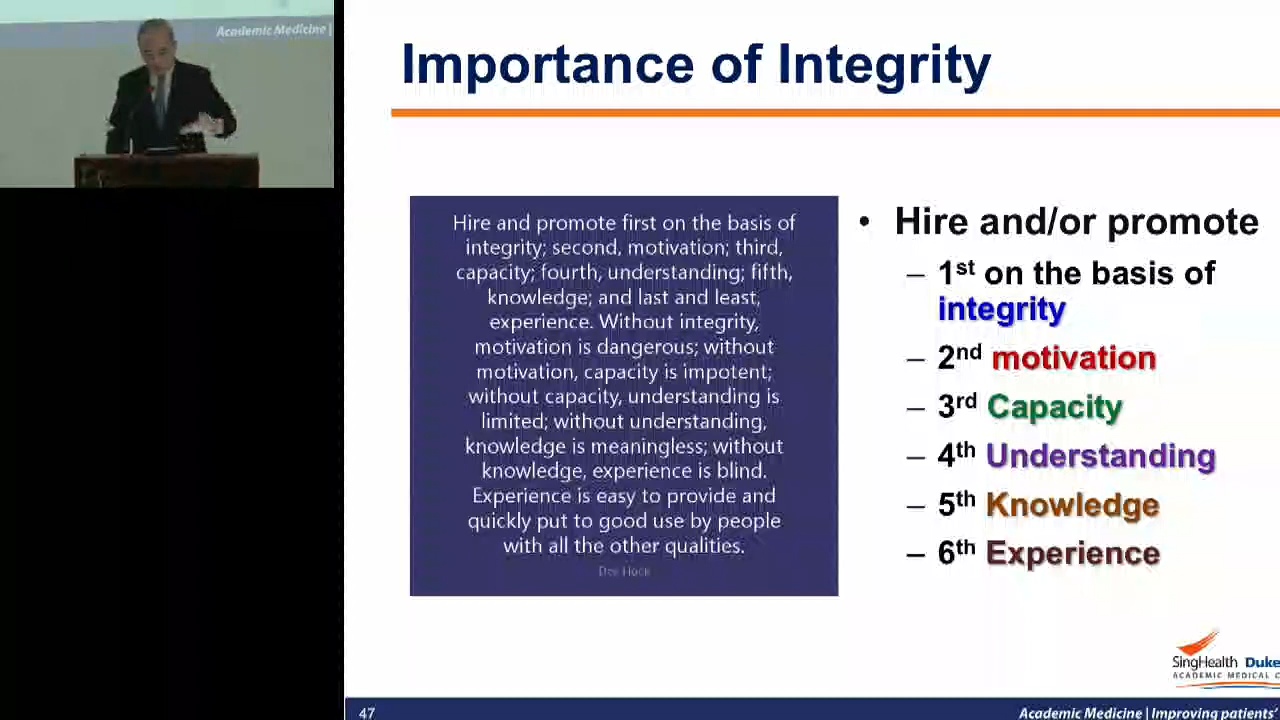 Academic Medicine |
Importance of Integrity
Hire and promote first on the basis of
integrity; second, motivation; third,
capacity; fourth, understanding; fifth,
knowledge; and last and least,
experience. Without integrity,
motivation is dangerous; without
motivation, capacity is impotent;
without capacity, understanding is
limited; without understanding,
knowledge is meaningless; without
knowledge, experience is blind.
Experience is easy to provide and
quickly put to good use by people
with all the other qualities.
Dee Hock
• Hire and/or promote
– 1st on the basis of
integrity
– 2nd motivation
– 3rd Capacity
– 4th Understanding
– 5th Knowledge
– 6th Experience
SingHealth Duke
ACADEMIC MEDICAL C
47
Academic Medicine | Improving patients'